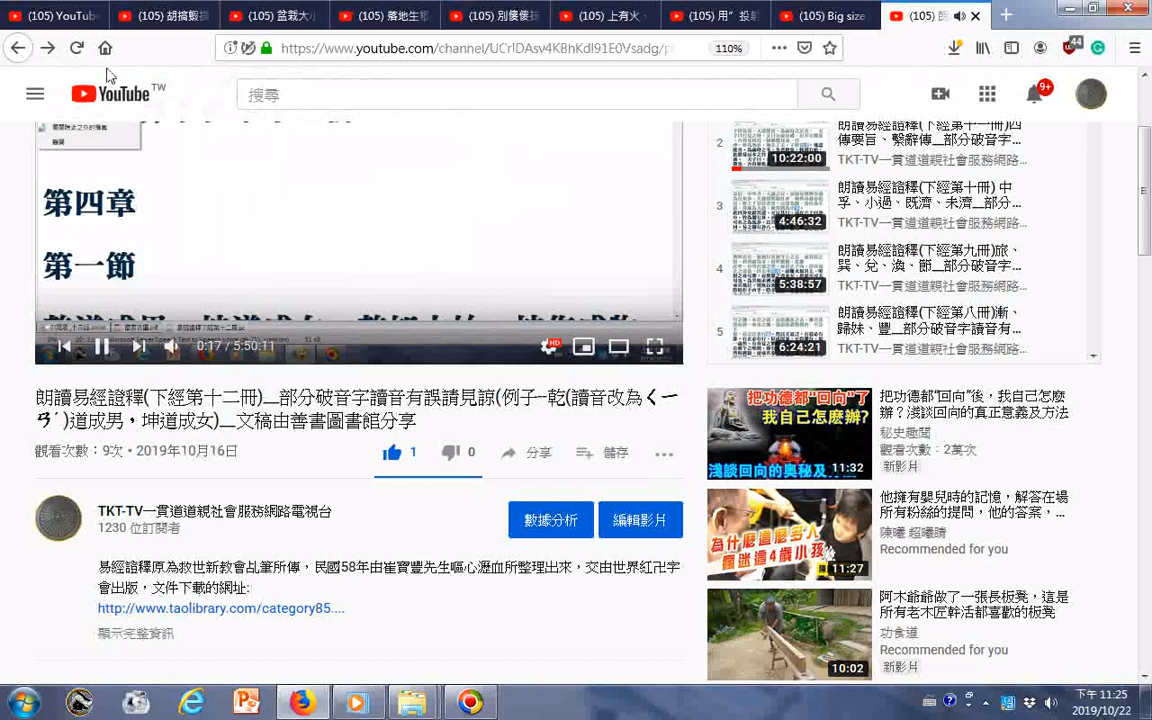 (105) YouTube
(105) 胡搞蝦搞
(105) 盆栽大小
(105) 落地生根
(105) 別傻傻
(105) 上有火
(105) 用”投射
(105) Big size
https://www.youtube.com/channel/UCrIDAsv4KBhKdI91E0Vsadg/p
110%
44
YouTube TW
搜尋
9+
第四章
第一節
0:17 / 5:50:11
HD
2
10:22:00
朗讀易經證釋(下經第十一冊)四
傳要旨、繫辭傳__部分破音字...
TKT-TV一貫道道親社會服務網路...
3
4:46:32
朗讀易經證釋(下經第十冊) 中
孚、小過、既濟、未濟__部分...
TKT-TV一貫道道親社會服務網路...
4
5:38:57
朗讀易經證釋(下經第九冊)旅、
巽、兌、渙、節__部分破音字...
TKT-TV一貫道道親社會服務網路...
5
6:24:21
朗讀易經證釋(下經第八冊)漸、
歸妹、豐__部分破音字讀音有...
TKT-TV一貫道道親社會服務網路...
朗讀易經證釋(下經第十二冊)__部分破音字讀音有誤請見諒(例子--乾(讀音改為ㄑㄧ
ㄢˊ)道成男，坤道成女)__文稿由善書圖書館分享
觀看次數：9次 • 2019年10月16日
1
0
分享
儲存
TKT-TV一貫道道親社會服務網路電視台
1230 位訂閱者
數據分析
編輯影片
易經證釋原為救世新教會乩筆所傳，民國58年由崔寶豐先生嘔心瀝血所整理出來，交由世界紅卍字
會出版，文件下載的網址:
http://www.taolibrary.com/category85....
顯示完整資訊
把功德都"回向"了
我自己怎麼辦？
淺談回向的奧秘及方法
11:32
把功德都“回向”後，我自己怎麽
辦？淺談回向的真正意義及方法
秘史趣聞
觀看次數：2萬次
新影片
為什麼這麼多人
瘋迷這4歲小孩
11:27
他擁有嬰兒時的記憶，解答在場
所有粉絲的提問，他的答案，...
陳曦 超曦晴
Recommended for you
10:02
阿木爺爺做了一張長板凳，這是
所有老木匠幹活都喜歡的板凳
功食道
Recommended for you
新影片
下午 11:25
2019/10/22